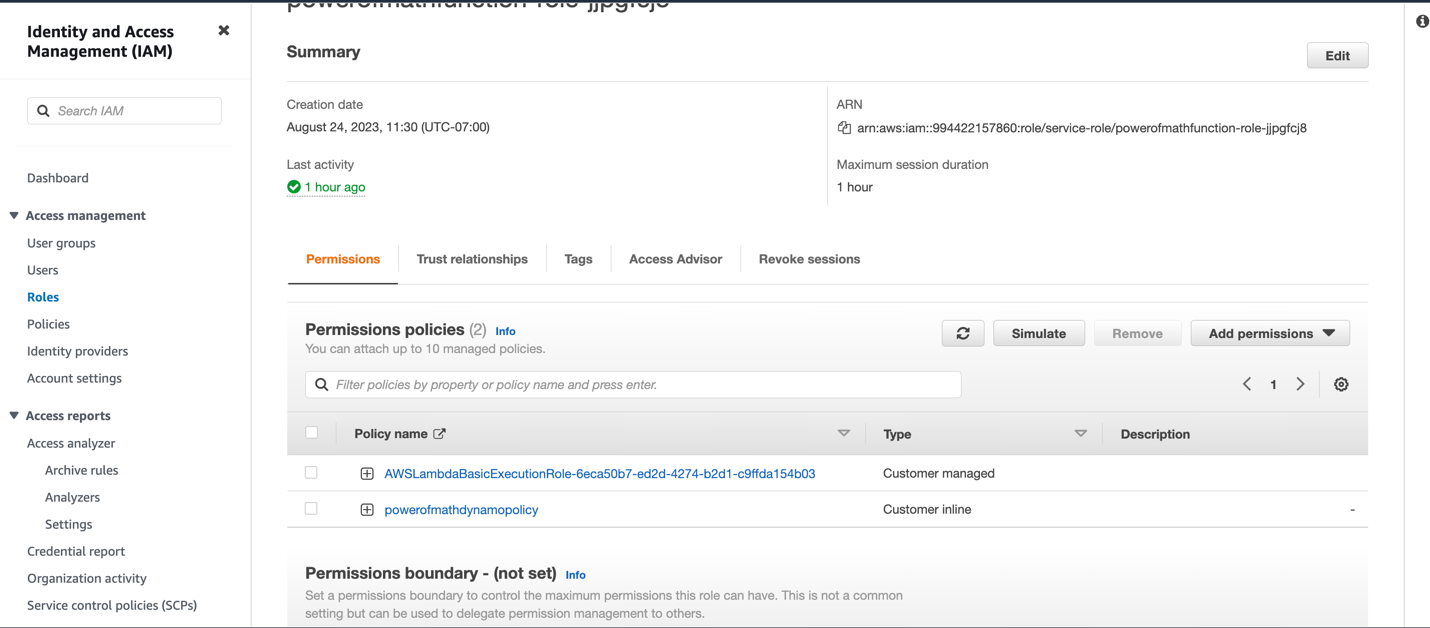 Identity and Access
Management (IAM)
Search IAM
Dashboard
Access management
User groups
Users
Roles
Policies
Identity providers
Account settings
Access reports
Access analyzer
Archive rules
Analyzers
Settings
Credential report
Organization activity
Service control policies (SCPs)
powerofmathfunction-role-jjpgfcj8
Summary
Edit
Creation date
August 24, 2023, 11:30 (UTC-07:00)
ARN
arn:aws:iam::994422157860:role/service-role/powerofmathfunction-role-jjpgfcj8
Last activity
1 hour ago
Maximum session duration
1 hour
Permissions
Trust relationships
Tags
Access Advisor
Revoke sessions
Permissions policies (2) Info
You can attach up to 10 managed policies.
Simulate
Remove
Add permissions
Filter policies by property or policy name and press enter.
1
Policy name
Type
Description
AWSLambdaBasicExecutionRole-6eca50b7-ed2d-4274-b2d1-c9ffda154b03
Customer managed
powerofmathdynamopolicy
Customer inline
-
Permissions boundary - (not set) Info
Set a permissions boundary to control the maximum permissions this role can have. This is not a common
setting but can be used to delegate permission management to others.